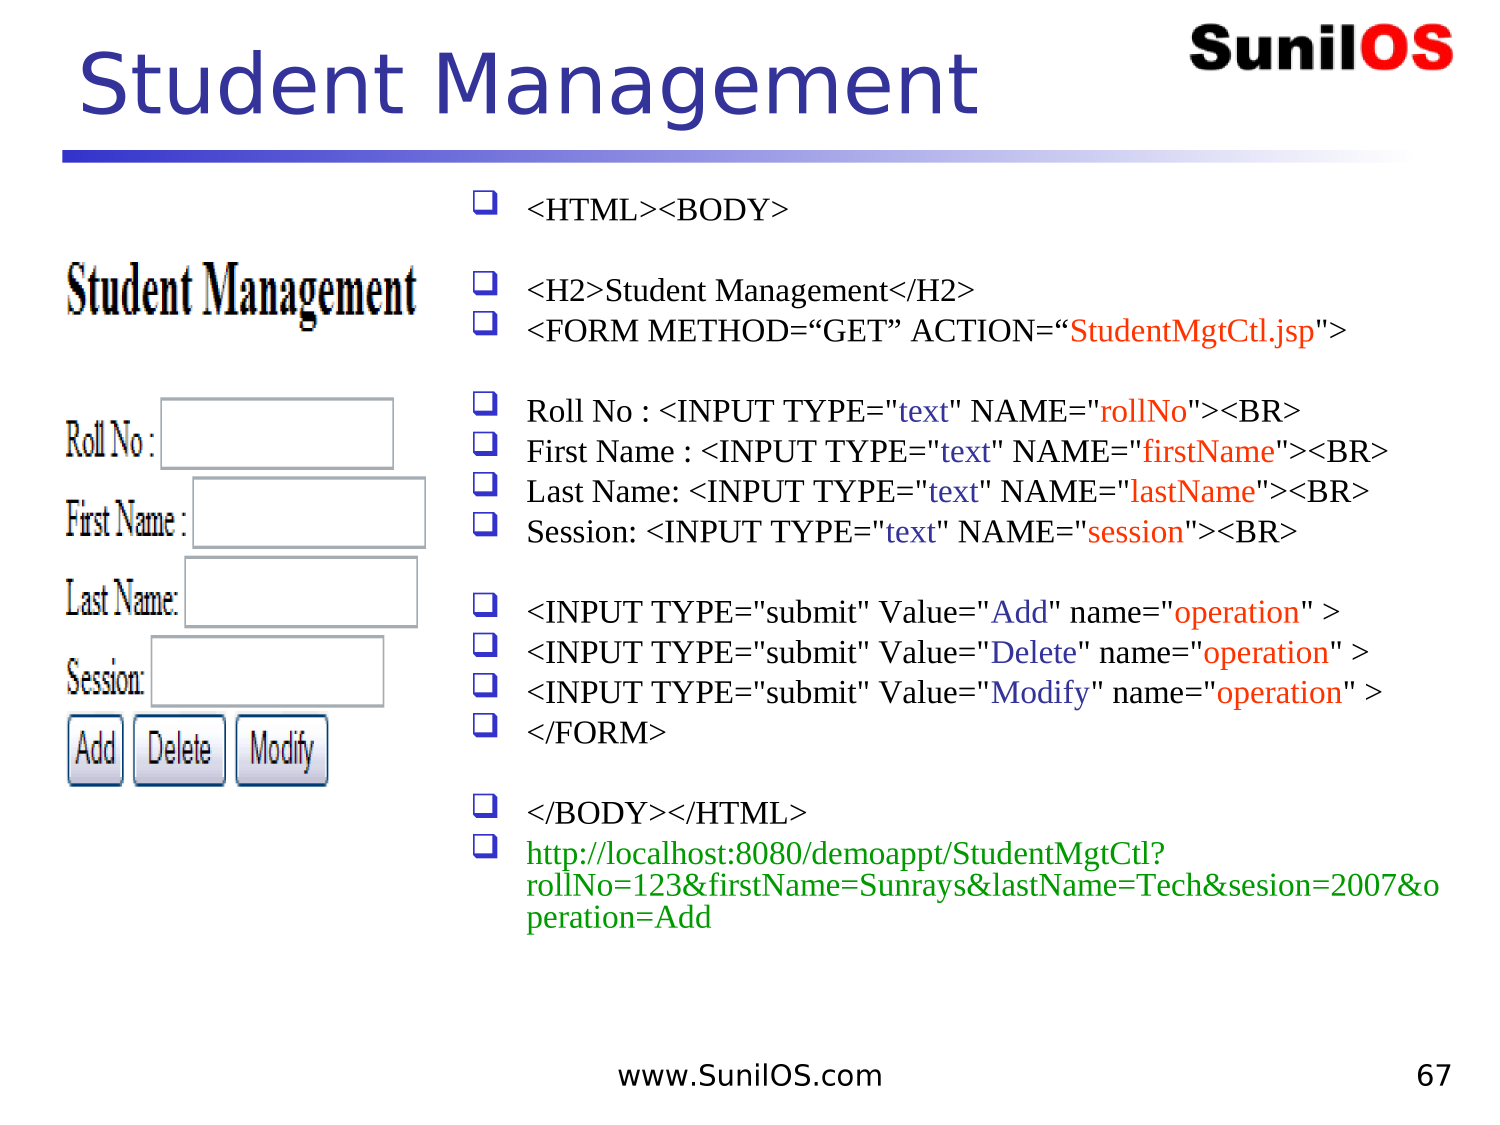 Student Management
SunilOS
Student Management
Roll No :
First Name :
Last Name:
Session:
Add Delete Modify
<HTML><BODY>
<H2>Student Management</H2>
<FORM METHOD=“GET” ACTION=“StudentMgtCtl.jsp">
Roll No : <INPUT TYPE="text" NAME="rollNo"><BR>
First Name : <INPUT TYPE="text" NAME="firstName"><BR>
Last Name: <INPUT TYPE="text" NAME="lastName"><BR>
Session: <INPUT TYPE="text" NAME="session"><BR>
<INPUT TYPE="submit" Value="Add" name="operation" >
<INPUT TYPE="submit" Value="Delete" name="operation" >
<INPUT TYPE="submit" Value="Modify" name="operation" >
</FORM>
</BODY></HTML>
http://localhost:8080/demoappt/StudentMgtCtl?
rollNo=123&firstName=Sunrays&lastName=Tech&sesion=2007&o
peration=Add
www.SunilOS.com
67